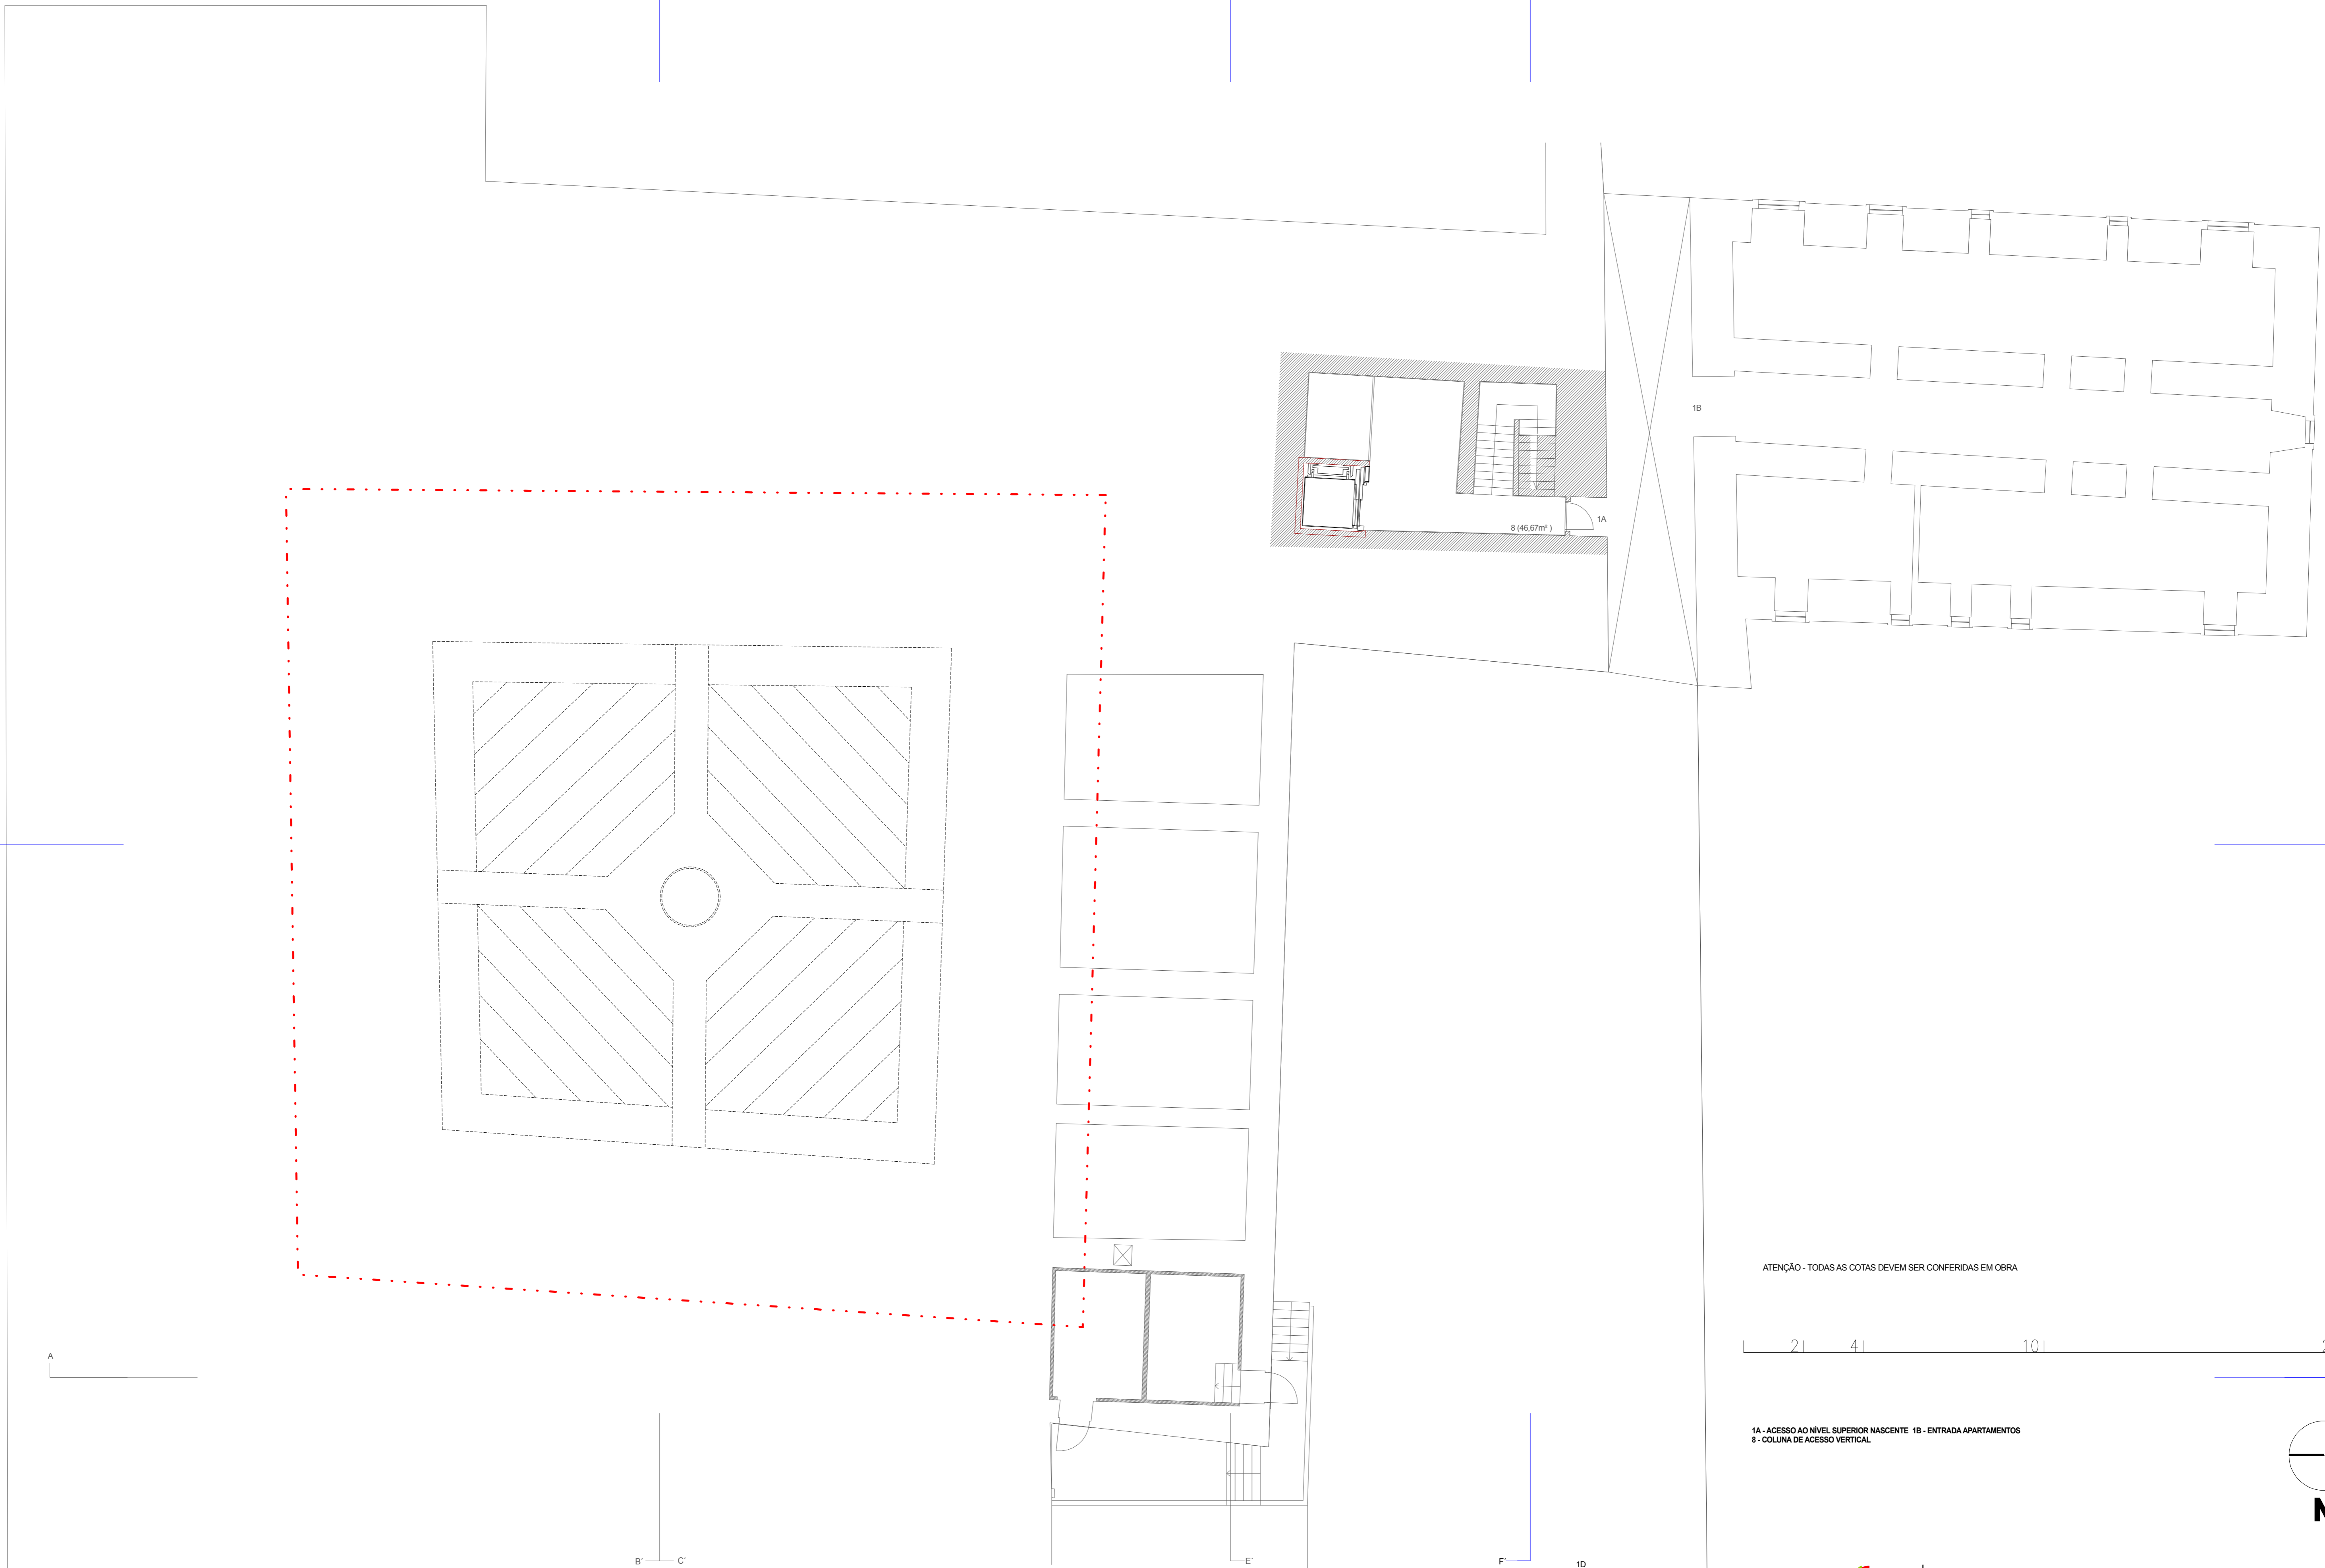 1B
1A
8 (46,67m² )
ATENÇÃO - TODAS AS COTAS DEVEM SER CONFERIDAS EM OBRA
2 4 10
A
1A - ACESSO AO NÍVEL SUPERIOR NASCENTE 1B - ENTRADA APARTAMENTOS
8 - COLUNA DE ACESSO VERTICAL
B´ C´ E´ F´ 1D